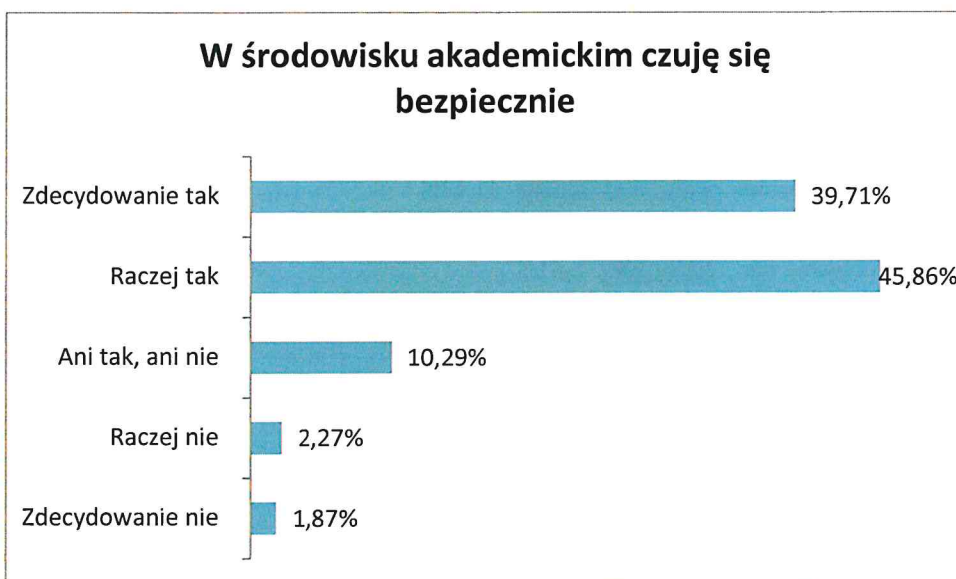 W środowisku akademickim czuję się
bezpiecznie
Zdecydowanie tak
39,71%
Raczej tak
45,86%
Ani tak, ani nie
10,29%
Raczej nie
2,27%
Zdecydowanie nie
1,87%